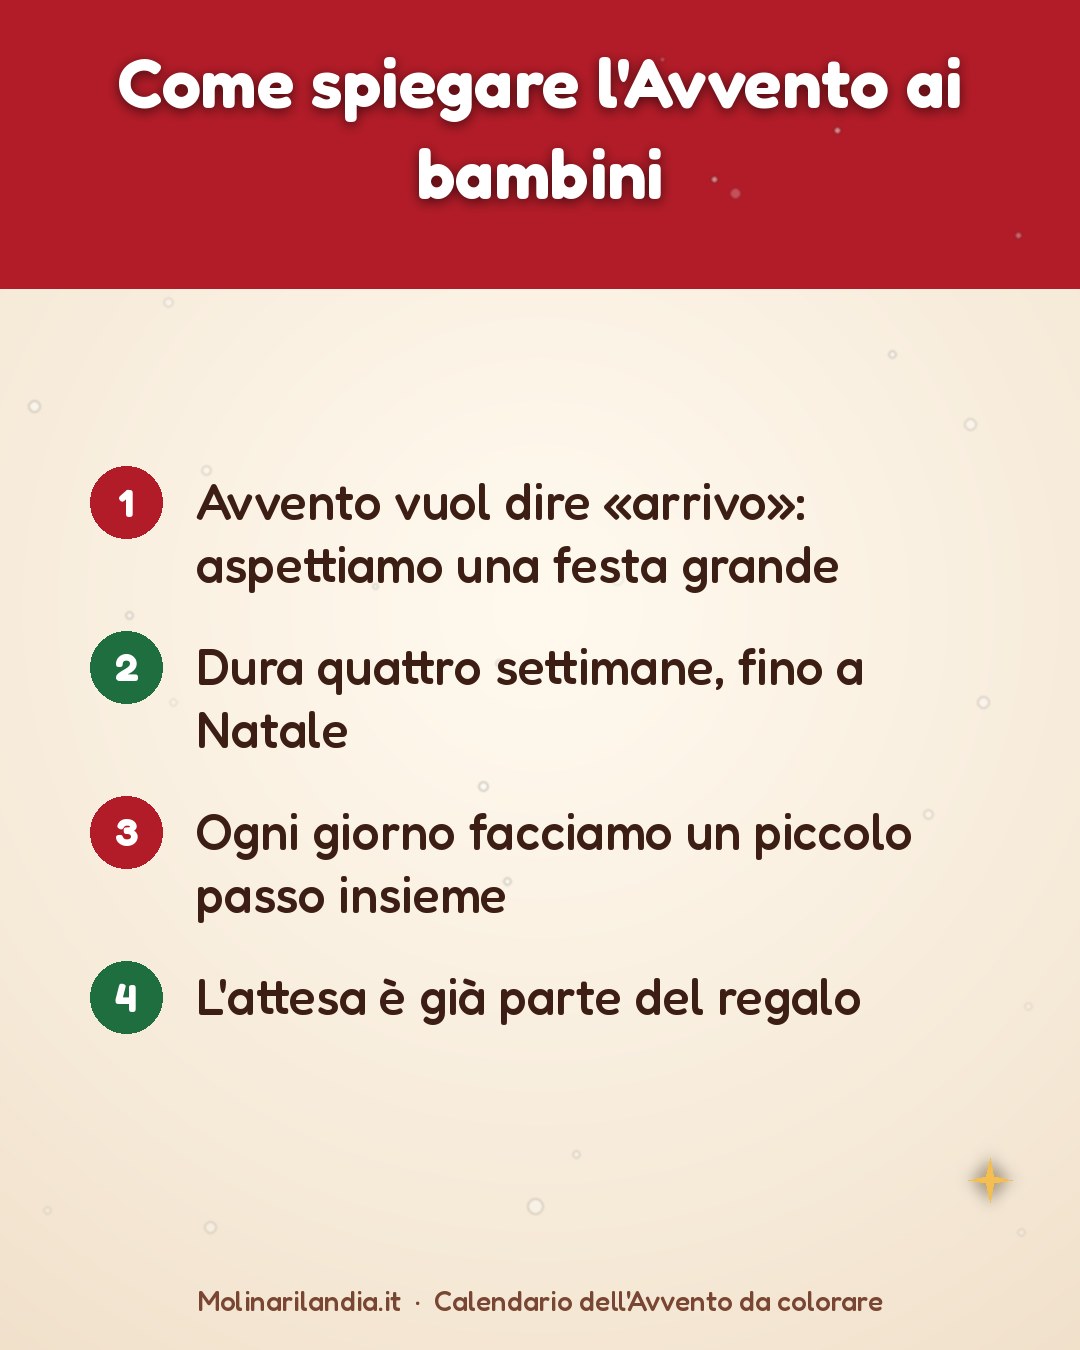 Come spiegare l'Avvento ai
bambini
1 Avvento vuol dire «arrivo»:
aspettiamo una festa grande
2 Dura quattro settimane, fino a
Natale
3 Ogni giorno facciamo un piccolo
passo insieme
4 L'attesa è già parte del regalo
Molinarilandia.it · Calendario dell'Avvento da colorare